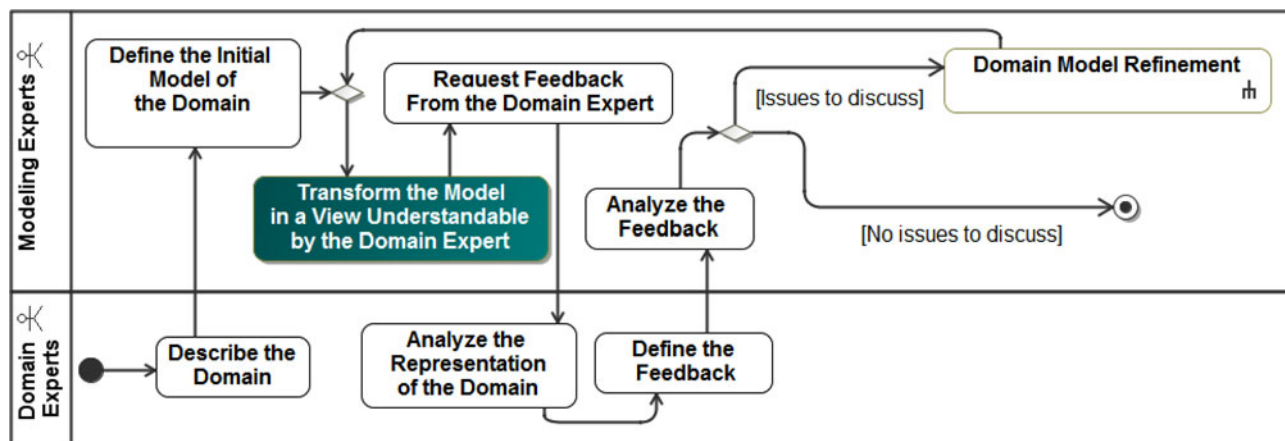 Modeling Experts
Define the Initial
Model of
the Domain
Request Feedback
From the Domain Expert
Domain Model Refinement
[Issues to discuss]
Transform the Model
in a View Understandable
by the Domain Expert
Analyze the
Feedback
[No issues to discuss]
Domain
Experts
Describe the
Domain
Analyze the
Representation
of the Domain
Define the
Feedback